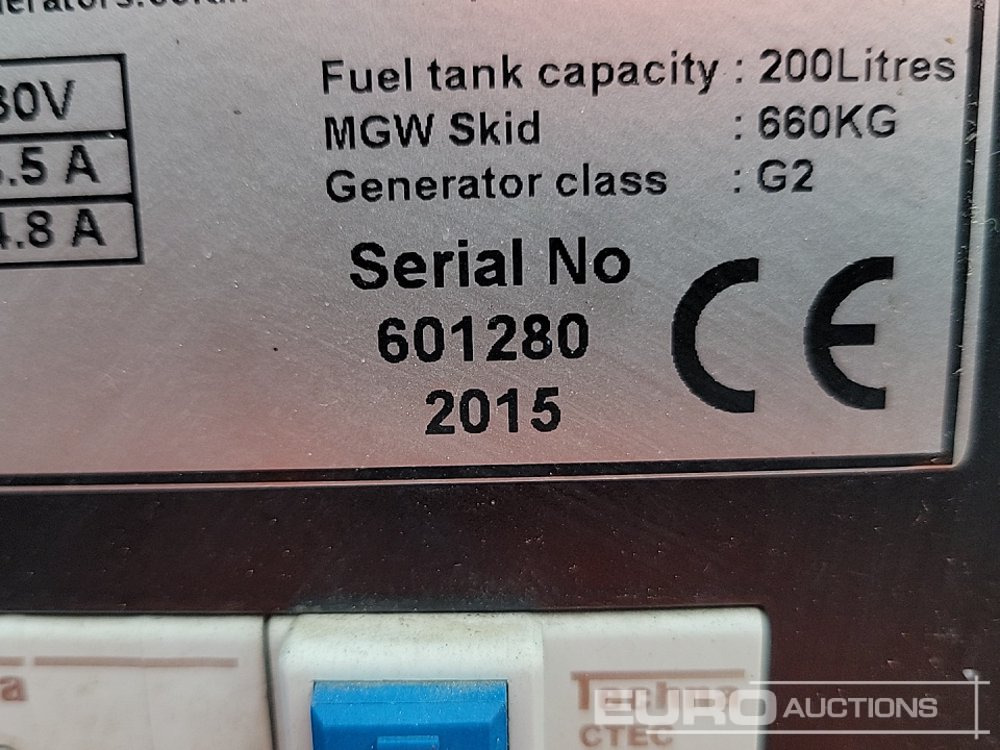 Fuel tank capacity : 200Litres
MGW Skid : 660KG
Generator class : G2
5 A
8 A
Serial No
601280
2015
CE
CTEC
EURO AUCTIONS